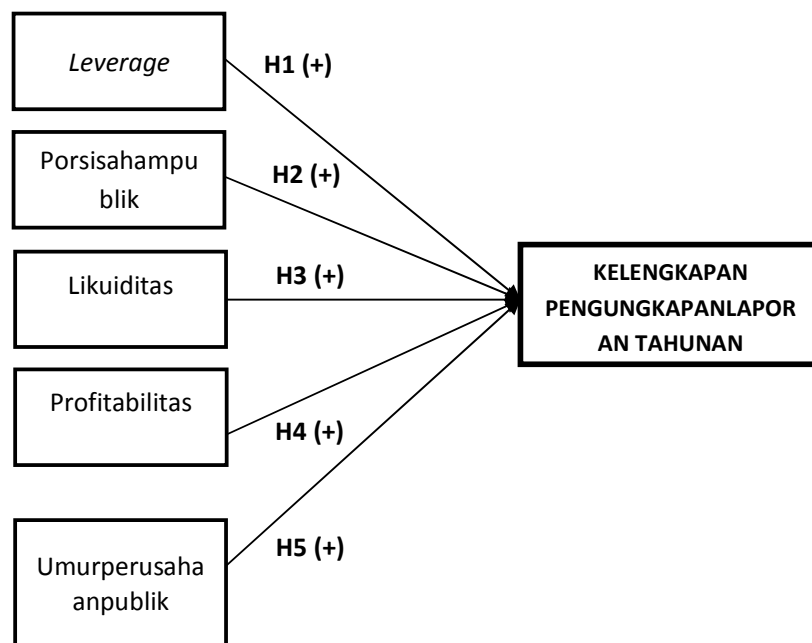 Leverage
H1 (+)
Porsisahampu
blik
H2 (+)
Likuiditas
H3 (+)
KELENGKAPAN
PENGUNGKAPANLAPOR
AN TAHUNAN
Profitabilitas
H4 (+)
Umurperusaha
anpublik
H5 (+)